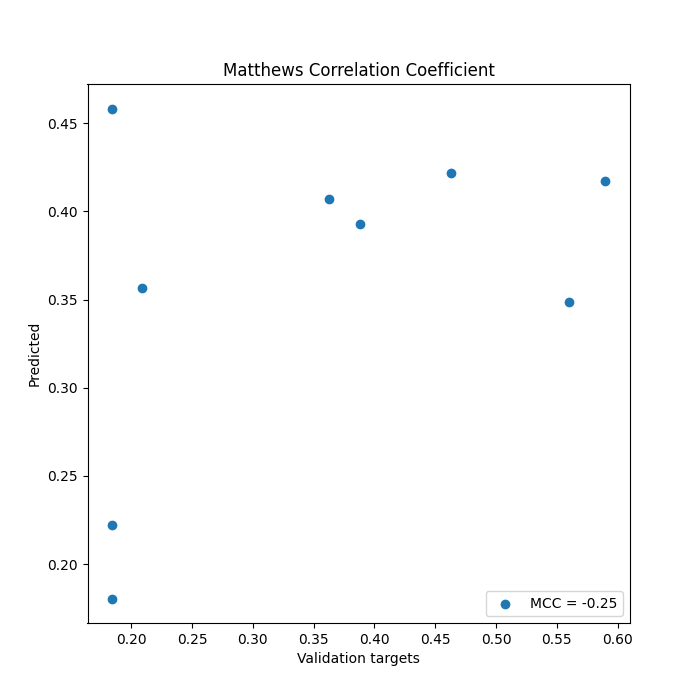 Matthews Correlation Coefficient
0.45
0.40
0.35
0.30
0.25
0.20
Predicted
MCC = -0.25
0.20 0.25 0.30 0.35 0.40 0.45 0.50 0.55 0.60
Validation targets